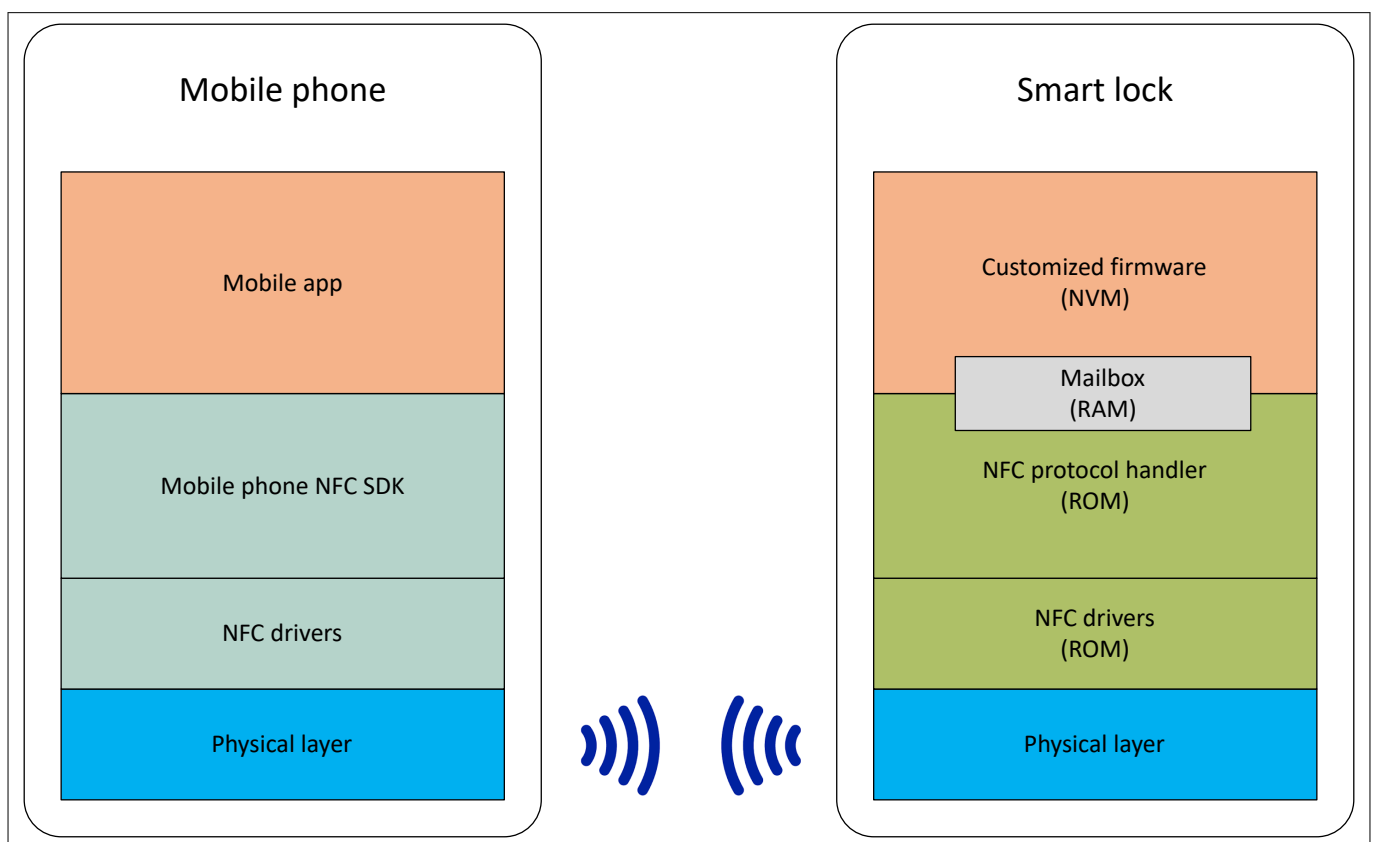 Mobile phone
Mobile app
Mobile phone NFC SDK
NFC drivers
Physical layer
Smart lock
Customized firmware
(NVM)
Mailbox
(RAM)
NFC protocol handler
(ROM)
NFC drivers
(ROM)
Physical layer